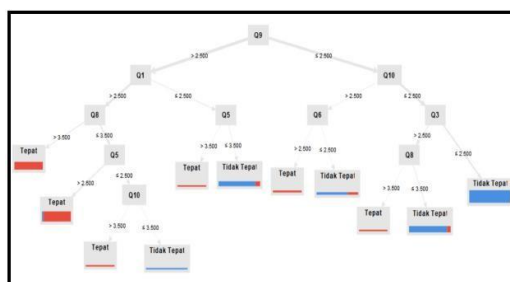 Q9
> 2.500
≤ 2.500
Q1
Q10
> 2.500
≤ 2.500
> 2.500
≤ 2.500
Q8
Q5
Q6
Q3
> 3.500
≤ 3.500
> 3.500
≤ 3.500
> 2.500
≤ 2.500
> 2.500
≤ 2.500
Tepat
Q5
Tepat
Tidak Tepat
Tepat
Tidak Tepat
Q8
Tidak Tepat
> 2.500
≤ 2.500
> 3.500
≤ 3.500
Tepat
Q10
Tepat
Tidak Tepat
> 3.500
≤ 3.500
Tepat
Tidak Tepat